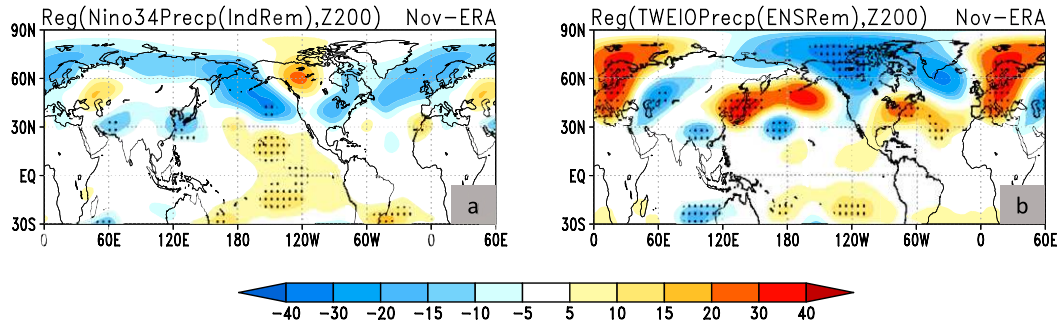 Reg(Nino34Precp(IndRem),Z200) Nov-ERA
90N
60N
30N
EQ
30S
a
0 60E 120E 180 120W 60W 0 60E
Reg(TWEIOPrecp(ENSRem),Z200) Nov-ERA
90N
60N
30N
EQ
30S
b
0 60E 120E 180 120W 60W 0 60E
-40 -30 -20 -15 -10 -5 5 10 15 20 30 40